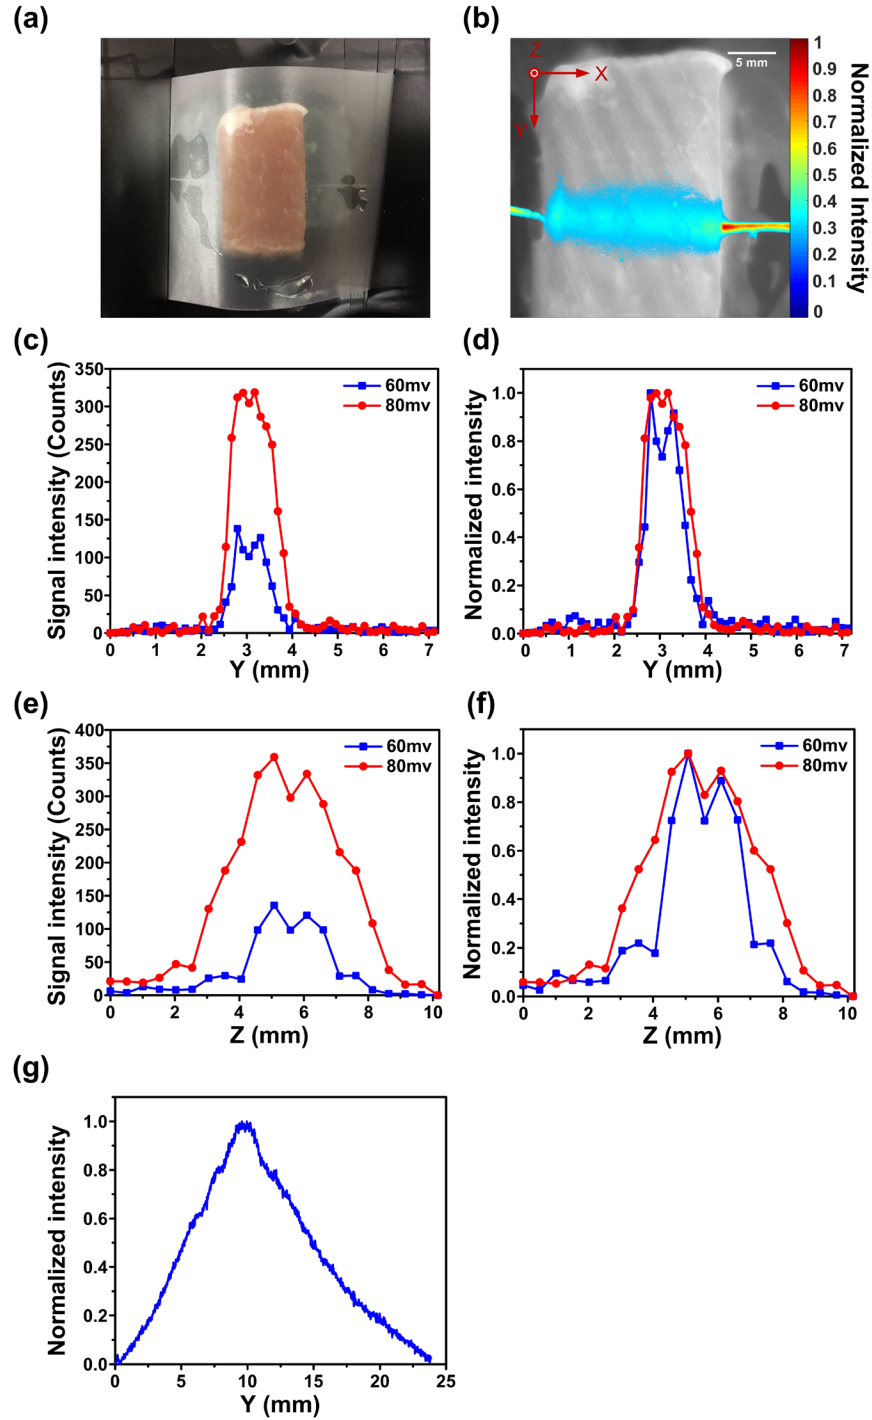 (a)
(b)
Z
X
Y
5 mm
1
0.9
0.8
0.7
0.6
0.5
0.4
0.3
0.2
0.1
0
Normalized Intensity
(c)
Signal intensity (Counts)
350
300
250
200
150
100
50
0
60mv
80mv
0 1 2 3 4 5 6 7
Y (mm)
(d)
Normalized intensity
1.0
0.8
0.6
0.4
0.2
0.0
60mv
80mv
0 1 2 3 4 5 6 7
Y (mm)
(e)
Signal intensity (Counts)
400
350
300
250
200
150
100
50
0
60mv
80mv
0 2 4 6 8 10
Z (mm)
(f)
Normalized intensity
1.0
0.8
0.6
0.4
0.2
0.0
60mv
80mv
0 2 4 6 8 10
Z (mm)
(g)
Normalized intensity
1.0
0.8
0.6
0.4
0.2
0.0
0 5 10 15 20 25
Y (mm)